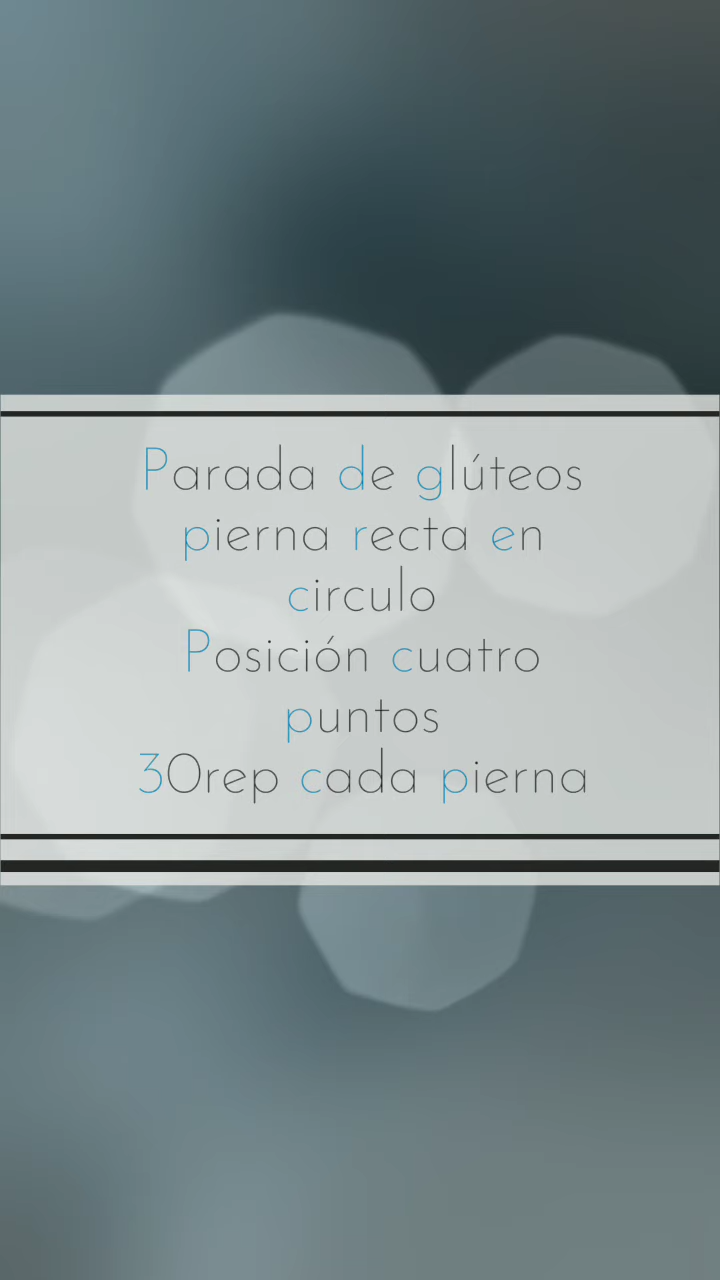 Parada de glúteos
pierna recta en
circulo
Posición cuatro
puntos
30rep cada pierna